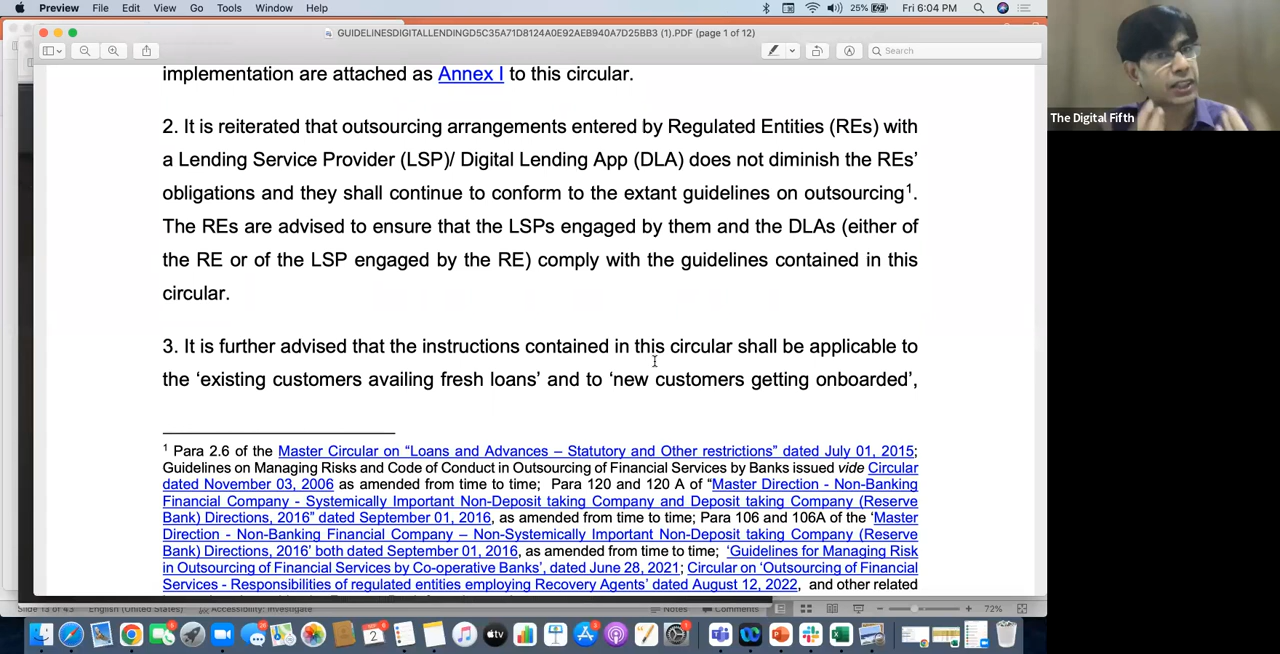 Preview File Edit View Go Tools Window Help 25% Fri 6:04 PM
GUIDELINESDIGITALLENDINGD5C35A71D8124A0E92AEB940A7D25BB3 (1).PDF (page 1 of 12)
Search
implementation are attached as Annex I to this circular.
2. It is reiterated that outsourcing arrangements entered by Regulated Entities (REs) with
a Lending Service Provider (LSP)/ Digital Lending App (DLA) does not diminish the REs’
obligations and they shall continue to conform to the extant guidelines on outsourcing1.
The REs are advised to ensure that the LSPs engaged by them and the DLAs (either of
the RE or of the LSP engaged by the RE) comply with the guidelines contained in this
circular.
3. It is further advised that the instructions contained in this circular shall be applicable to
the ‘existing customers availing fresh loans’ and to ‘new customers getting onboarded’,
1 Para 2.6 of the Master Circular on “Loans and Advances – Statutory and Other restrictions” dated July 01, 2015;
Guidelines on Managing Risks and Code of Conduct in Outsourcing of Financial Services by Banks issued vide Circular
dated November 03, 2006 as amended from time to time; Para 120 and 120 A of “Master Direction - Non-Banking
Financial Company - Systemically Important Non-Deposit taking Company and Deposit taking Company (Reserve
Bank) Directions, 2016” dated September 01, 2016, as amended from time to time; Para 106 and 106A of the ‘Master
Direction - Non-Banking Financial Company – Non-Systemically Important Non-Deposit taking Company (Reserve
Bank) Directions, 2016’ both dated September 01, 2016, as amended from time to time; ‘Guidelines for Managing Risk
in Outsourcing of Financial Services by Co-operative Banks’, dated June 28, 2021; Circular on ‘Outsourcing of Financial
Services - Responsibilities of regulated entities employing Recovery Agents’ dated August 12, 2022, and other related
Slide 13 of 43 English (United States) Accessibility: Investigate Notes Comments 72%
The Digital Fifth